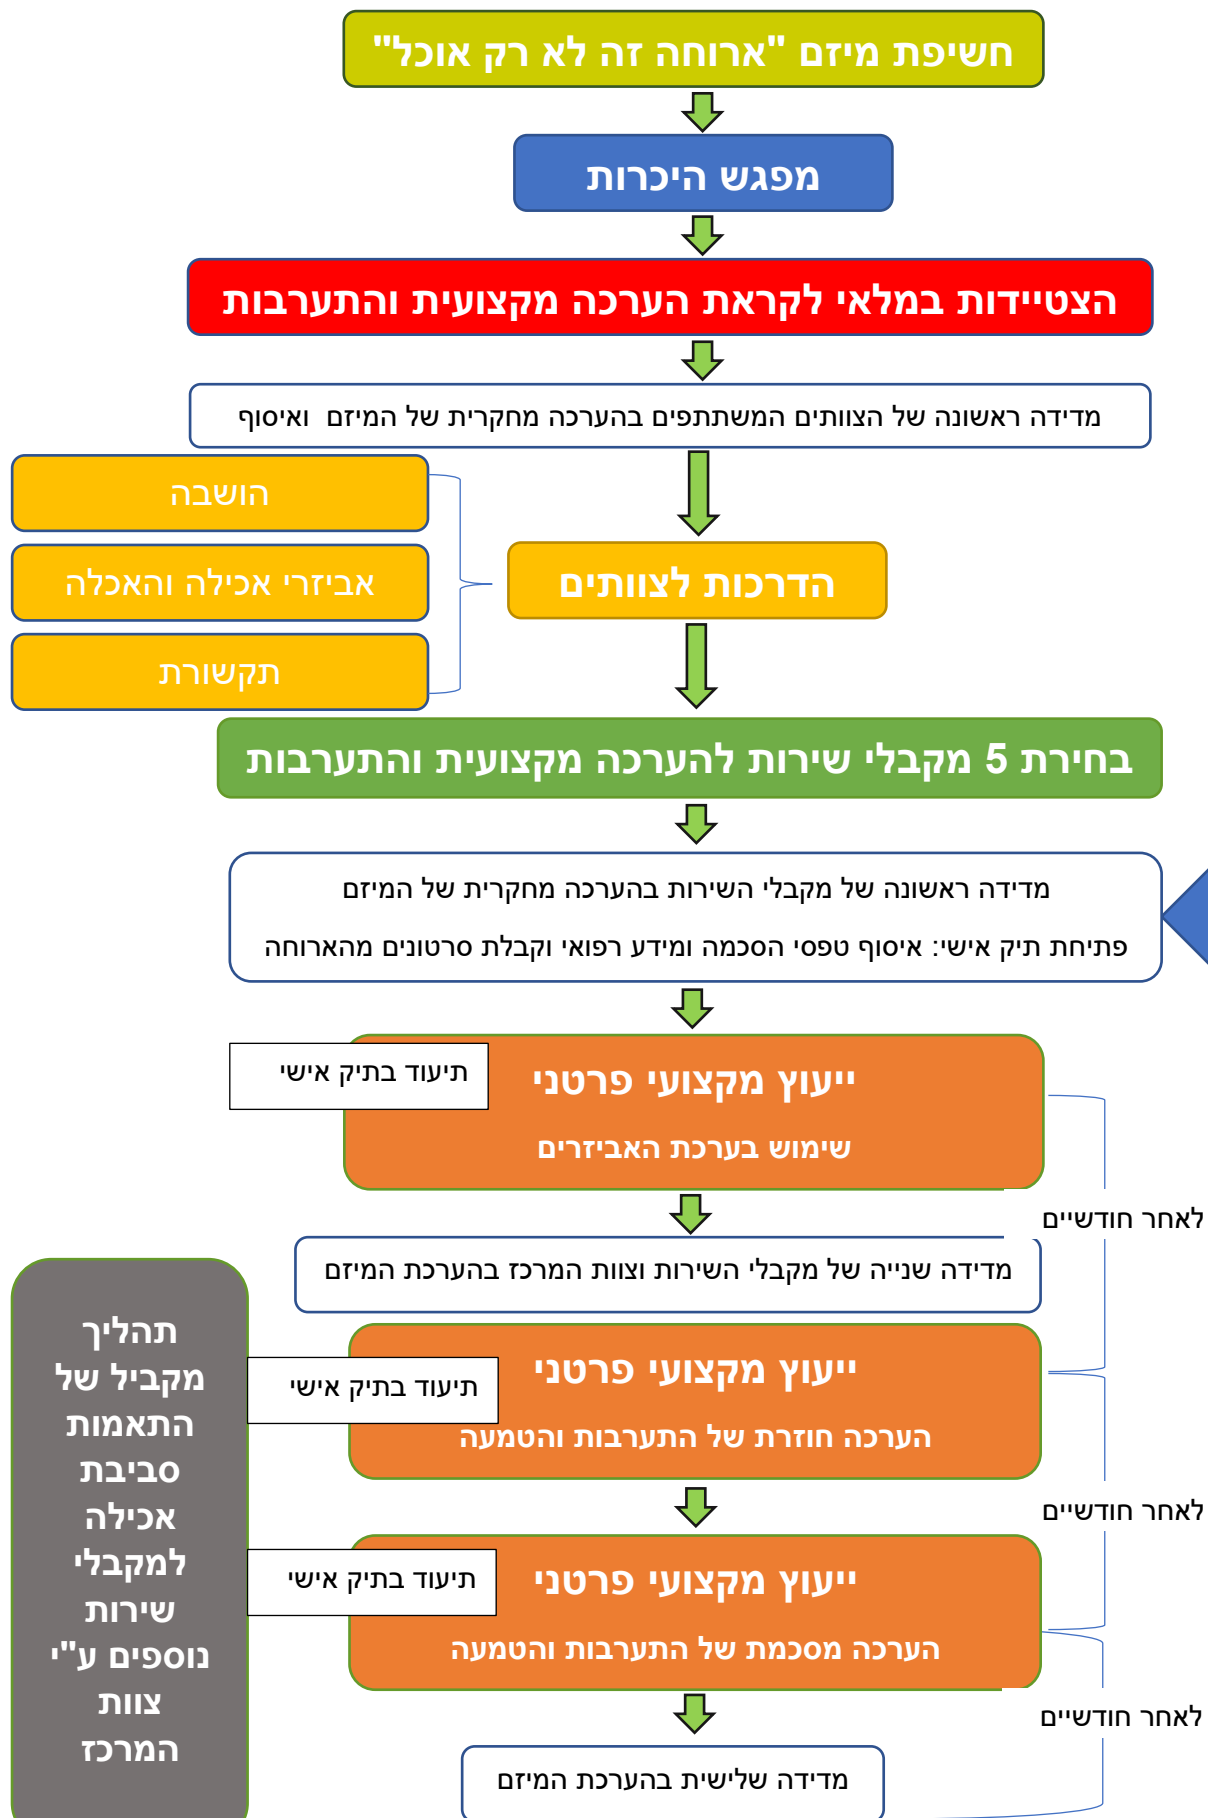 חשיפת מיזם "ארוחה זה לא רק אוכל"
מפגש היכרות
הצטיידות במלאי לקראת הערכה מקצועית והתערבות
מדידה ראשונה של הצוותים המשתתפים בהערכה מחקרית של המיזם ואיסוף
הדרכות לצוותים
הושבה
אביזרי אכילה והאכלה
תקשורת
בחירת 5 מקבלי שירות להערכה מקצועית והתערבות
מדידה ראשונה של מקבלי השירות בהערכה מחקרית של המיזם
פתיחת תיק אישי: איסוף טפסי הסכמה ומידע רפואי וקבלת סרטונים מהארוחה
ייעוץ מקצועי פרטני
שימוש בערכת האביזרים
תיעוד בתיק אישי
לאחר חודשיים
מדידה שנייה של מקבלי השירות וצוות המרכז בהערכת המיזם
ייעוץ מקצועי פרטני
הערכה חוזרת של התערבות והטמעה
תיעוד בתיק אישי
לאחר חודשיים
ייעוץ מקצועי פרטני
הערכה מסכמת של התערבות והטמעה
תיעוד בתיק אישי
לאחר חודשיים
מדידה שלישית בהערכת המיזם
תהליך
מקביל של
התאמות
סביבת
אכילה
למקבלי
שירות
נוספים ע"י
צוות
המרכז